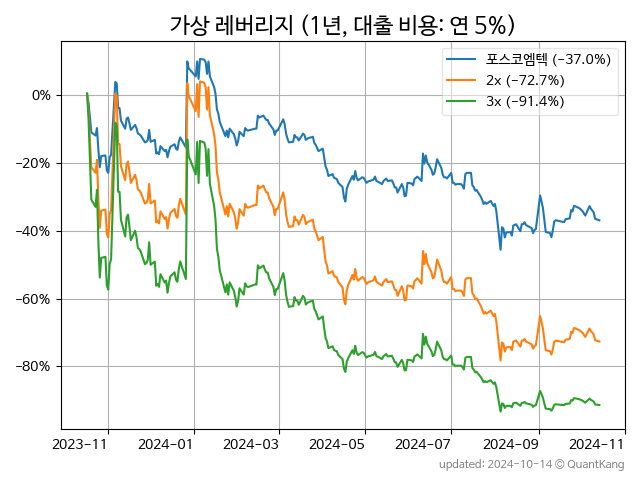 가상 레버리지 (1년, 대출 비용: 연 5%)
포스코엠텍 (−37.0%)
2x (−72.7%)
3x (−91.4%)
0%
−20%
−40%
−60%
−80%
2023-11 2024-01 2024-03 2024-05 2024-07 2024-09 2024-11
updated: 2024-10-14 © QuantKang